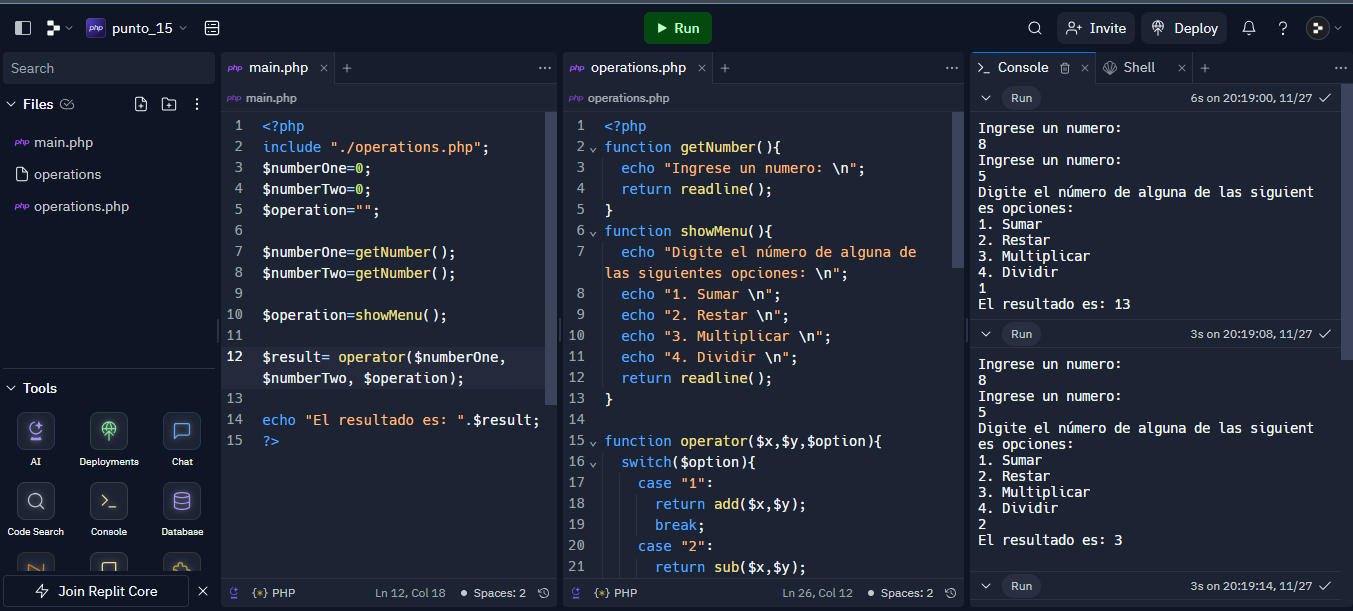 php punto_15
Run
Invite
Deploy
Search
Files
php main.php
operations
php operations.php
Tools
AI
Deployments
Chat
Code Search
Console
Database
Join Replit Core
php main.php
php main.php
1 <?php
2 include "./operations.php";
3 $numberOne=0;
4 $numberTwo=0;
5 $operation="";
6
7 $numberOne=getNumber();
8 $numberTwo=getNumber();
9
10 $operation=showMenu();
11
12 $result= operator($numberOne,
$numberTwo, $operation);
13
14 echo "El resultado es: ".$result;
15 ?>
{*} PHP
Ln 12, Col 18
Spaces: 2
php operations.php
php operations.php
1 <?php
2 function getNumber(){
3 echo "Ingrese un numero: \n";
4 return readline();
5 }
6 function showMenu(){
7 echo "Digite el número de alguna de
las siguientes opciones: \n";
8 echo "1. Sumar \n";
9 echo "2. Restar \n";
10 echo "3. Multiplicar \n";
11 echo "4. Dividir \n";
12 return readline();
13 }
14
15 function operator($x,$y,$option){
16 switch($option){
17 case "1":
18 return add($x,$y);
19 break;
20 case "2":
21 return sub($x,$y);
{*} PHP
Ln 26, Col 12
Spaces: 2
Console
Shell
Run
6s on 20:19:00, 11/27
Ingrese un numero:
8
Ingrese un numero:
5
Digite el número de alguna de las siguient
es opciones:
1. Sumar
2. Restar
3. Multiplicar
4. Dividir
1
El resultado es: 13
Run
3s on 20:19:08, 11/27
Ingrese un numero:
8
Ingrese un numero:
5
Digite el número de alguna de las siguient
es opciones:
1. Sumar
2. Restar
3. Multiplicar
4. Dividir
2
El resultado es: 3
Run
3s on 20:19:14, 11/27